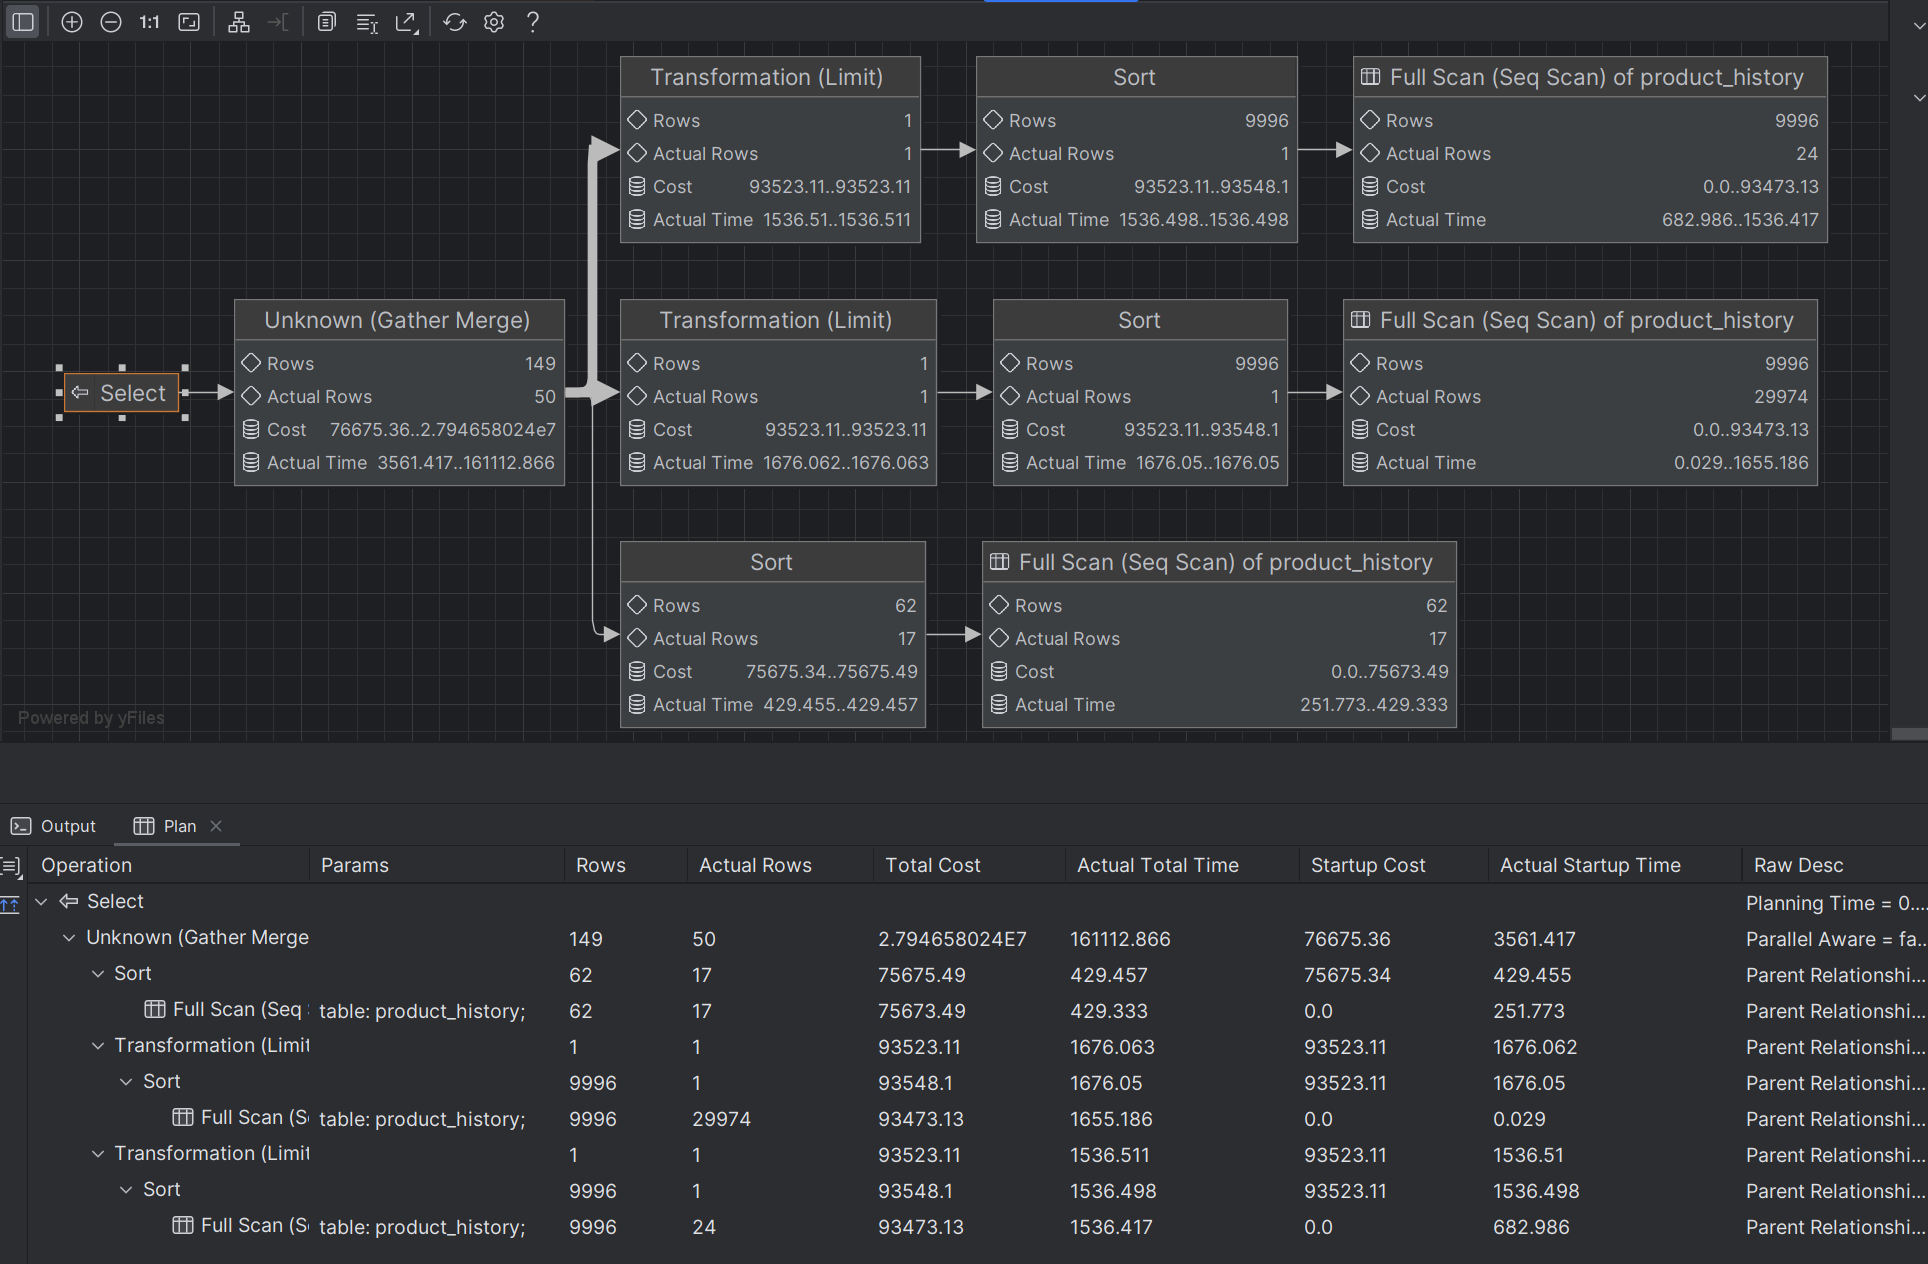 1:1
?
Transformation (Limit)
Rows 1
Actual Rows 1
Cost 93523.11..93523.11
Actual Time 1536.51..1536.511
Sort
Rows 9996
Actual Rows 1
Cost 93523.11..93548.1
Actual Time 1536.498..1536.498
Full Scan (Seq Scan) of product_history
Rows 9996
Actual Rows 24
Cost 0.0..93473.13
Actual Time 682.986..1536.417
Select
Unknown (Gather Merge)
Rows 149
Actual Rows 50
Cost 76675.36..2.794658024e7
Actual Time 3561.417..161112.866
Transformation (Limit)
Rows 1
Actual Rows 1
Cost 93523.11..93523.11
Actual Time 1676.062..1676.063
Sort
Rows 9996
Actual Rows 1
Cost 93523.11..93548.1
Actual Time 1676.05..1676.05
Full Scan (Seq Scan) of product_history
Rows 9996
Actual Rows 29974
Cost 0.0..93473.13
Actual Time 0.029..1655.186
Sort
Rows 62
Actual Rows 17
Cost 75675.34..75675.49
Actual Time 429.455..429.457
Full Scan (Seq Scan) of product_history
Rows 62
Actual Rows 17
Cost 0.0..75673.49
Actual Time 251.773..429.333
Powered by yFiles
Output Plan
Operation Params Rows Actual Rows Total Cost Actual Total Time Startup Cost Actual Startup Time Raw Desc
Select Planning Time = 0....
Unknown (Gather Merge 149 50 2.794658024E7 161112.866 76675.36 3561.417 Parallel Aware = fa...
Sort 62 17 75675.49 429.457 75675.34 429.455 Parent Relationshi...
Full Scan (Seq table: product_history; 62 17 75673.49 429.333 0.0 251.773 Parent Relationshi...
Transformation (Limit 1 1 93523.11 1676.063 93523.11 1676.062 Parent Relationshi...
Sort 9996 1 93548.1 1676.05 93523.11 1676.05 Parent Relationshi...
Full Scan (S table: product_history; 9996 29974 93473.13 1655.186 0.0 0.029 Parent Relationshi...
Transformation (Limit 1 1 93523.11 1536.511 93523.11 1536.51 Parent Relationshi...
Sort 9996 1 93548.1 1536.498 93523.11 1536.498 Parent Relationshi...
Full Scan (S table: product_history; 9996 24 93473.13 1536.417 0.0 682.986 Parent Relationshi...